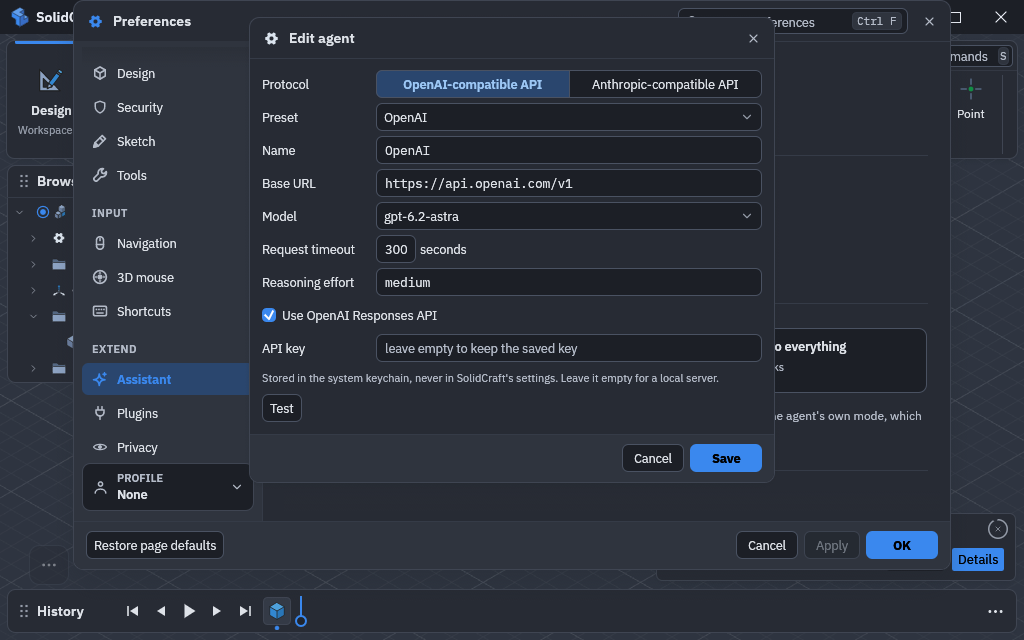 Preferences
Ctrl F
Edit agent
Design
Workspace
Design
Security
Sketch
Tools
INPUT
Navigation
3D mouse
Shortcuts
EXTEND
Assistant
Plugins
Privacy
PROFILE
None
Protocol
OpenAI-compatible API
Anthropic-compatible API
Preset
OpenAI
Name
OpenAI
Base URL
https://api.openai.com/v1
Model
gpt-6.2-astra
Request timeout
300 seconds
Reasoning effort
medium
Use OpenAI Responses API
API key
leave empty to keep the saved key
Stored in the system keychain, never in SolidCraft's settings. Leave it empty for a local server.
Test
Cancel
Save
S
Point
everything
agent's own mode, which
Restore page defaults
Cancel
Apply
OK
Details
History